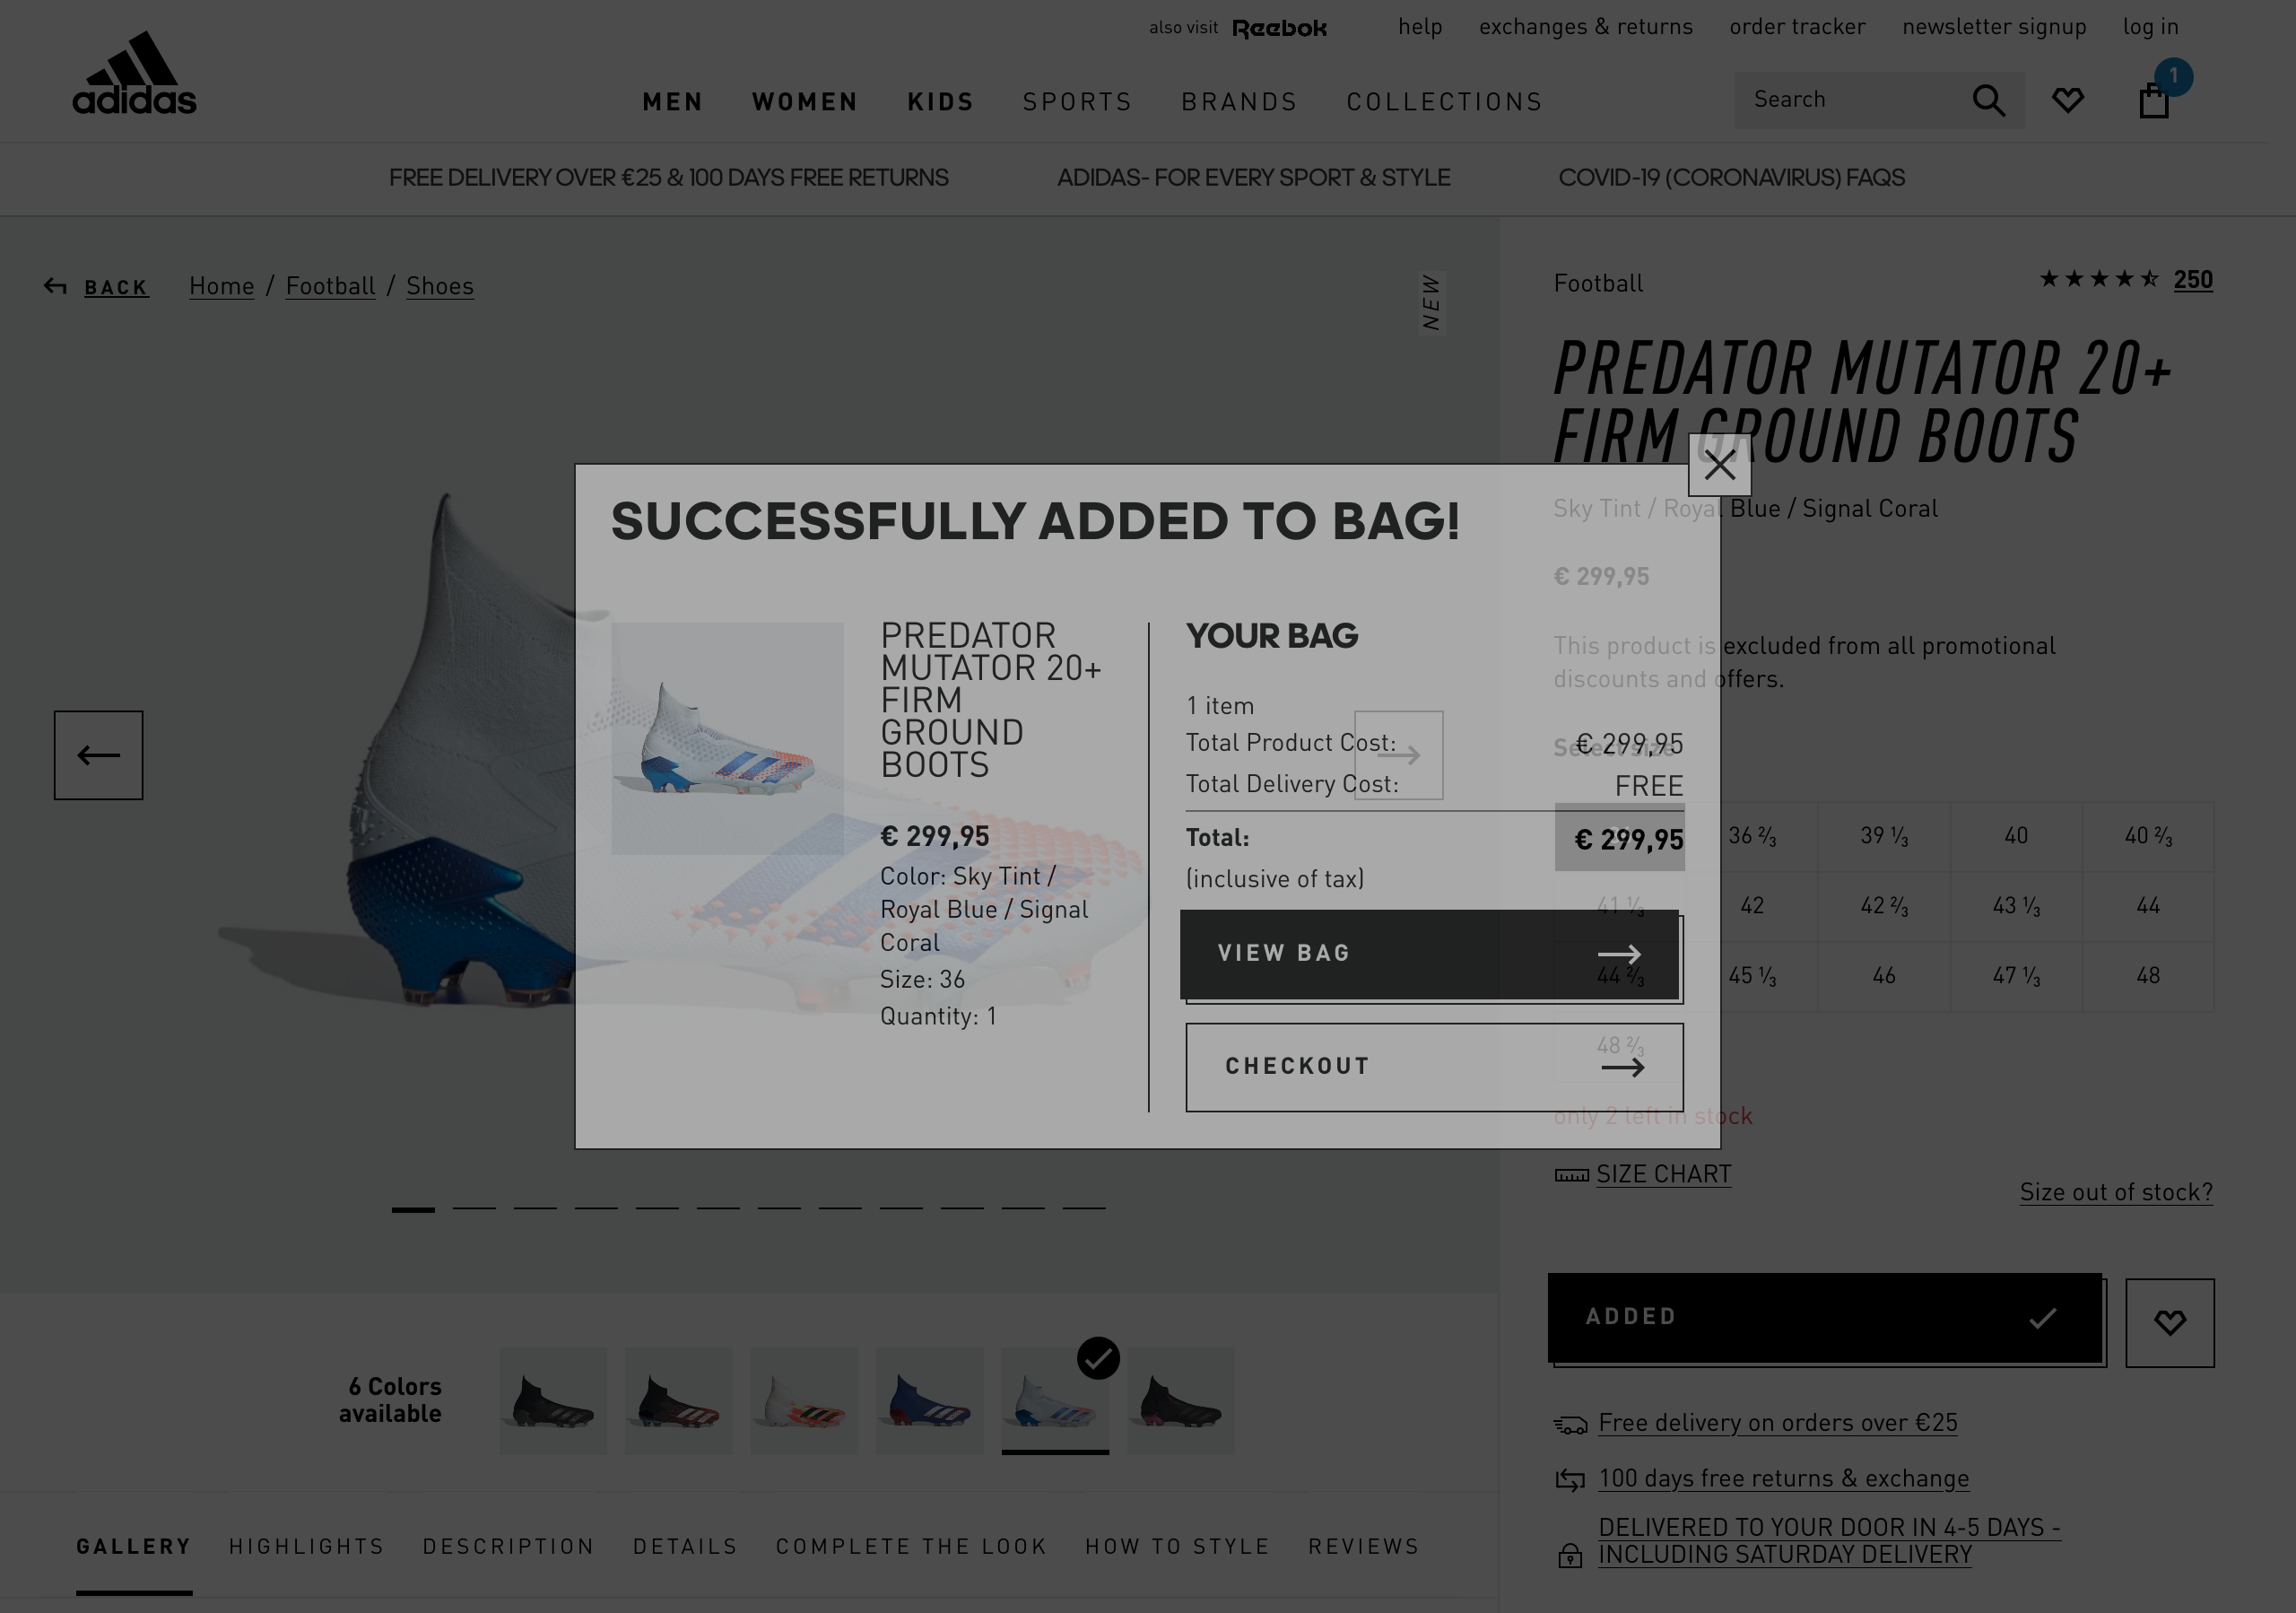 also visit Reebok help exchanges & returns order tracker newsletter signup log in
adidas
MEN WOMEN KIDS SPORTS BRANDS COLLECTIONS
Search
1
FREE DELIVERY OVER €25 & 100 DAYS FREE RETURNS
ADIDAS- FOR EVERY SPORT & STYLE
COVID-19 (CORONAVIRUS) FAQS
BACK Home / Football / Shoes
NEW
Football
250
PREDATOR MUTATOR 20+
FIRM GROUND BOOTS
Sky Tint / Royal Blue / Signal Coral
€ 299,95
This product is excluded from all promotional
discounts and offers.
Select size
36 ⅔ 39 ⅓ 40 40 ⅔
41 ⅓ 42 42 ⅔ 43 ⅓ 44
44 ⅔ 45 ⅓ 46 47 ⅓ 48
48 ⅔
only 2 left in stock
SIZE CHART
Size out of stock?
ADDED
Free delivery on orders over €25
100 days free returns & exchange
DELIVERED TO YOUR DOOR IN 4-5 DAYS -
INCLUDING SATURDAY DELIVERY
SUCCESSFULLY ADDED TO BAG!
PREDATOR
MUTATOR 20+
FIRM
GROUND
BOOTS
€ 299,95
Color: Sky Tint /
Royal Blue / Signal
Coral
Size: 36
Quantity: 1
YOUR BAG
1 item
Total Product Cost: € 299,95
Total Delivery Cost: FREE
Total: € 299,95
(inclusive of tax)
VIEW BAG
CHECKOUT
6 Colors
available
GALLERY HIGHLIGHTS DESCRIPTION DETAILS COMPLETE THE LOOK HOW TO STYLE REVIEWS